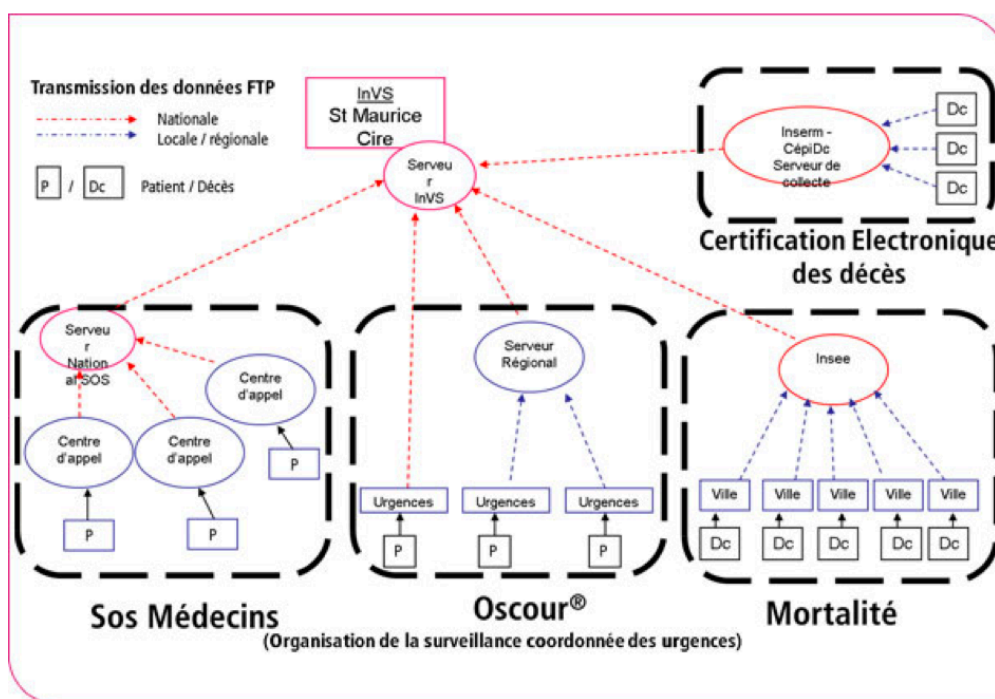 Transmission des données FTP
Nationale
Locale / régionale
P / Dc Patient / Décès
InVS
St Maurice
Cire
Serveu
r
InVS
Inserm -
CépiDc
Serveur de
collecte
Dc
Dc
Dc
Certification Electronique
des décès
Serveu
r
Nation
al SOS
Centre
d'appel
Centre
d'appel
Centre
d'appel
P
P
P
Sos Médecins
Serveur
Régional
Urgences
Urgences
Urgences
P
P
P
Oscour®
(Organisation de la surveillance coordonnée des urgences)
Insee
Ville
Ville
Ville
Ville
Ville
Dc
Dc
Dc
Dc
Dc
Mortalité